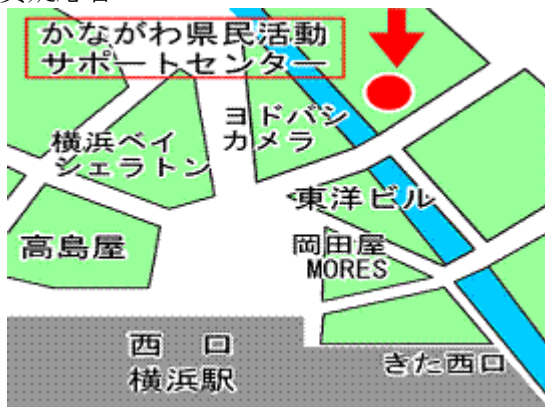 かながわ県民活動
サポートセンター
ヨドバシ
カメラ
横浜ベイ
シェラトン
東洋ビル
高島屋
岡田屋
MORES
西 口
横浜駅
きた西口